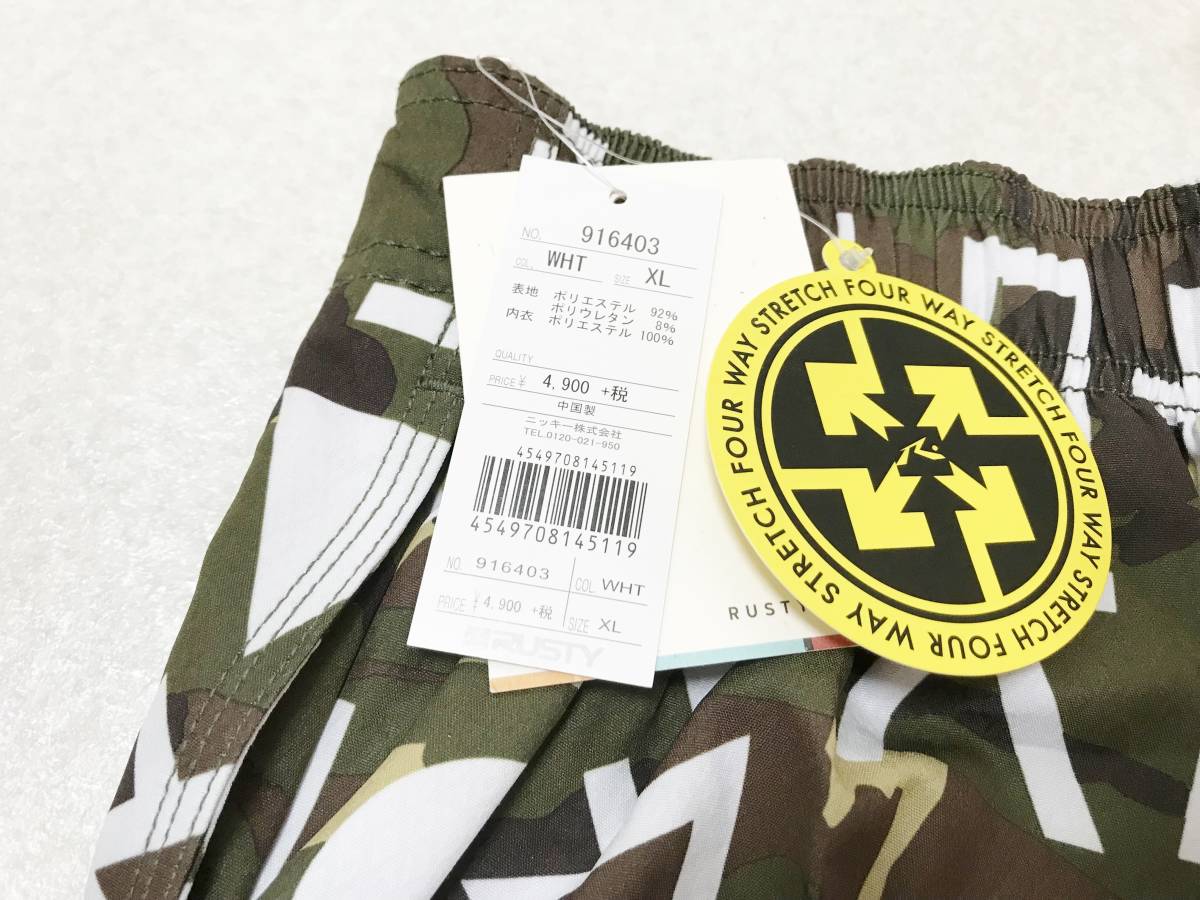 NO. 916403
COL. WHT SIZE XL
表地 ポリエステル 92%
ポリウレタン 8%
内衣 ポリエステル 100%
QUALITY
PRICE ¥ 4,900 +税
中国製
ニッキー株式会社
TEL.0120-021-950
4549708145119
4549708145119
NO. 916403 COL. WHT
PRICE ¥4,900 +税 SIZE XL
RUSTY
RUSTY
FOUR WAY STRETCH FOUR WAY STRETCH FOUR WAY STRETCH FOUR WAY STRETCH
R.